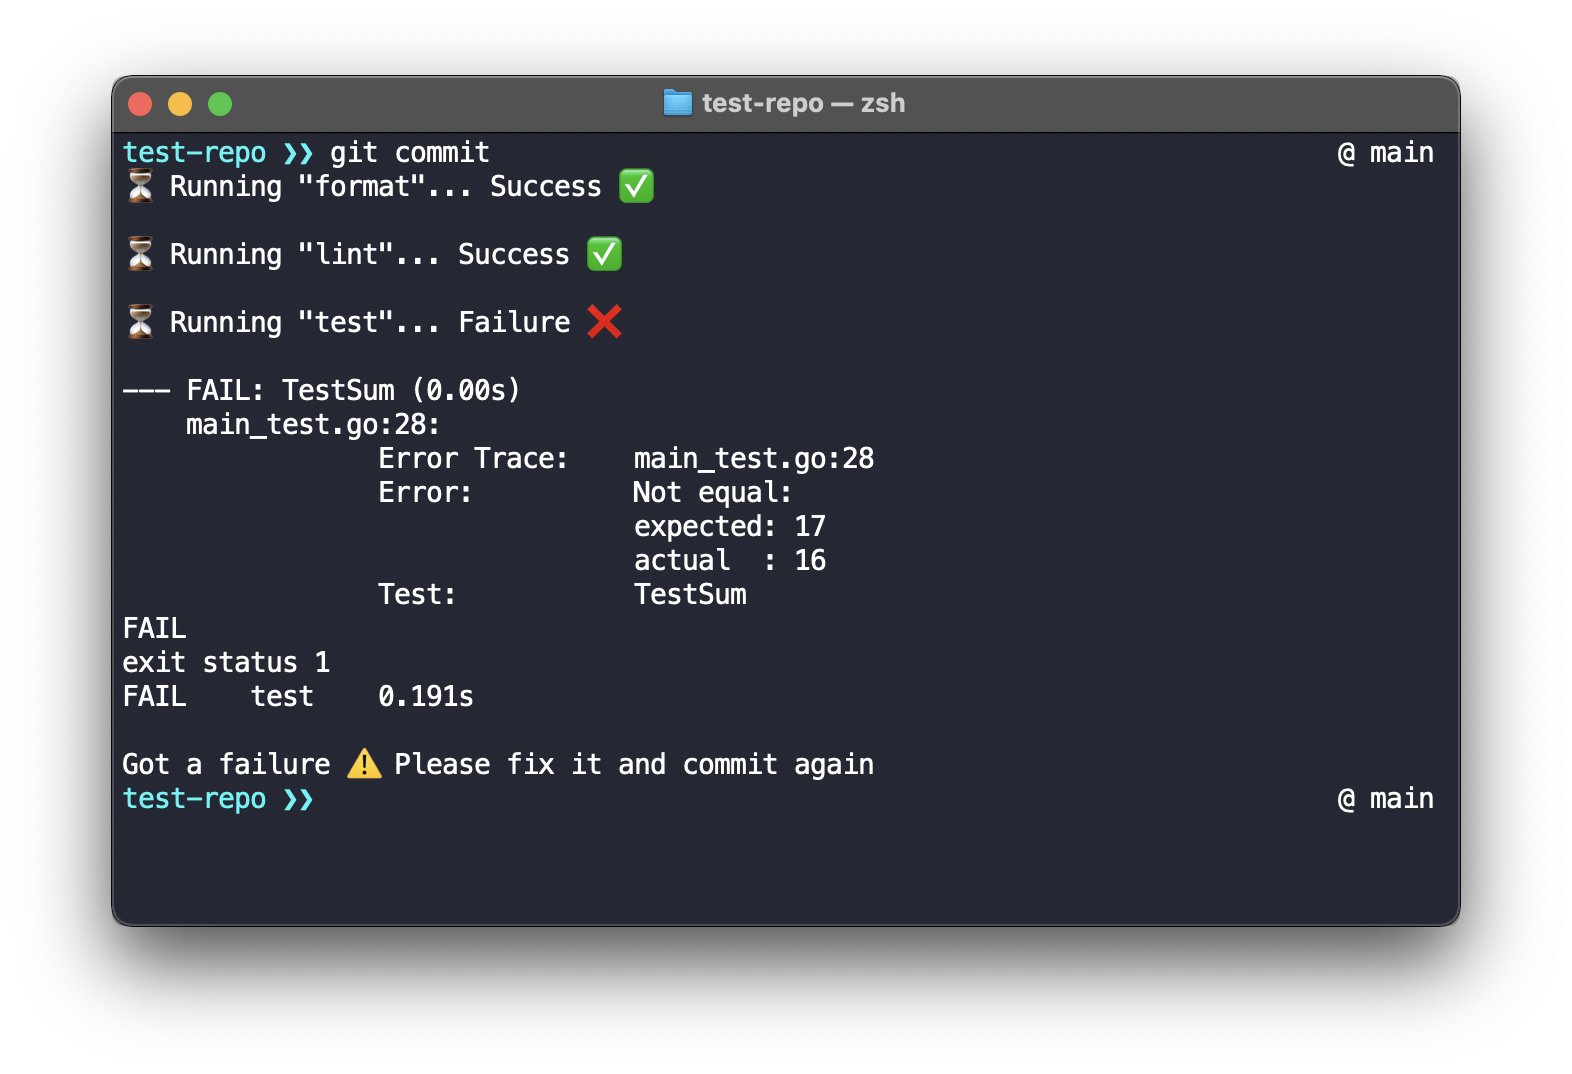 test-repo — zsh
test-repo ❯❯ git commit @ main
⏳ Running "format"... Success ✅
⏳ Running "lint"... Success ✅
⏳ Running "test"... Failure ❌
--- FAIL: TestSum (0.00s)
main_test.go:28:
Error Trace: main_test.go:28
Error: Not equal:
expected: 17
actual : 16
Test: TestSum
FAIL
exit status 1
FAIL test 0.191s
Got a failure ⚠️ Please fix it and commit again
test-repo ❯❯ @ main